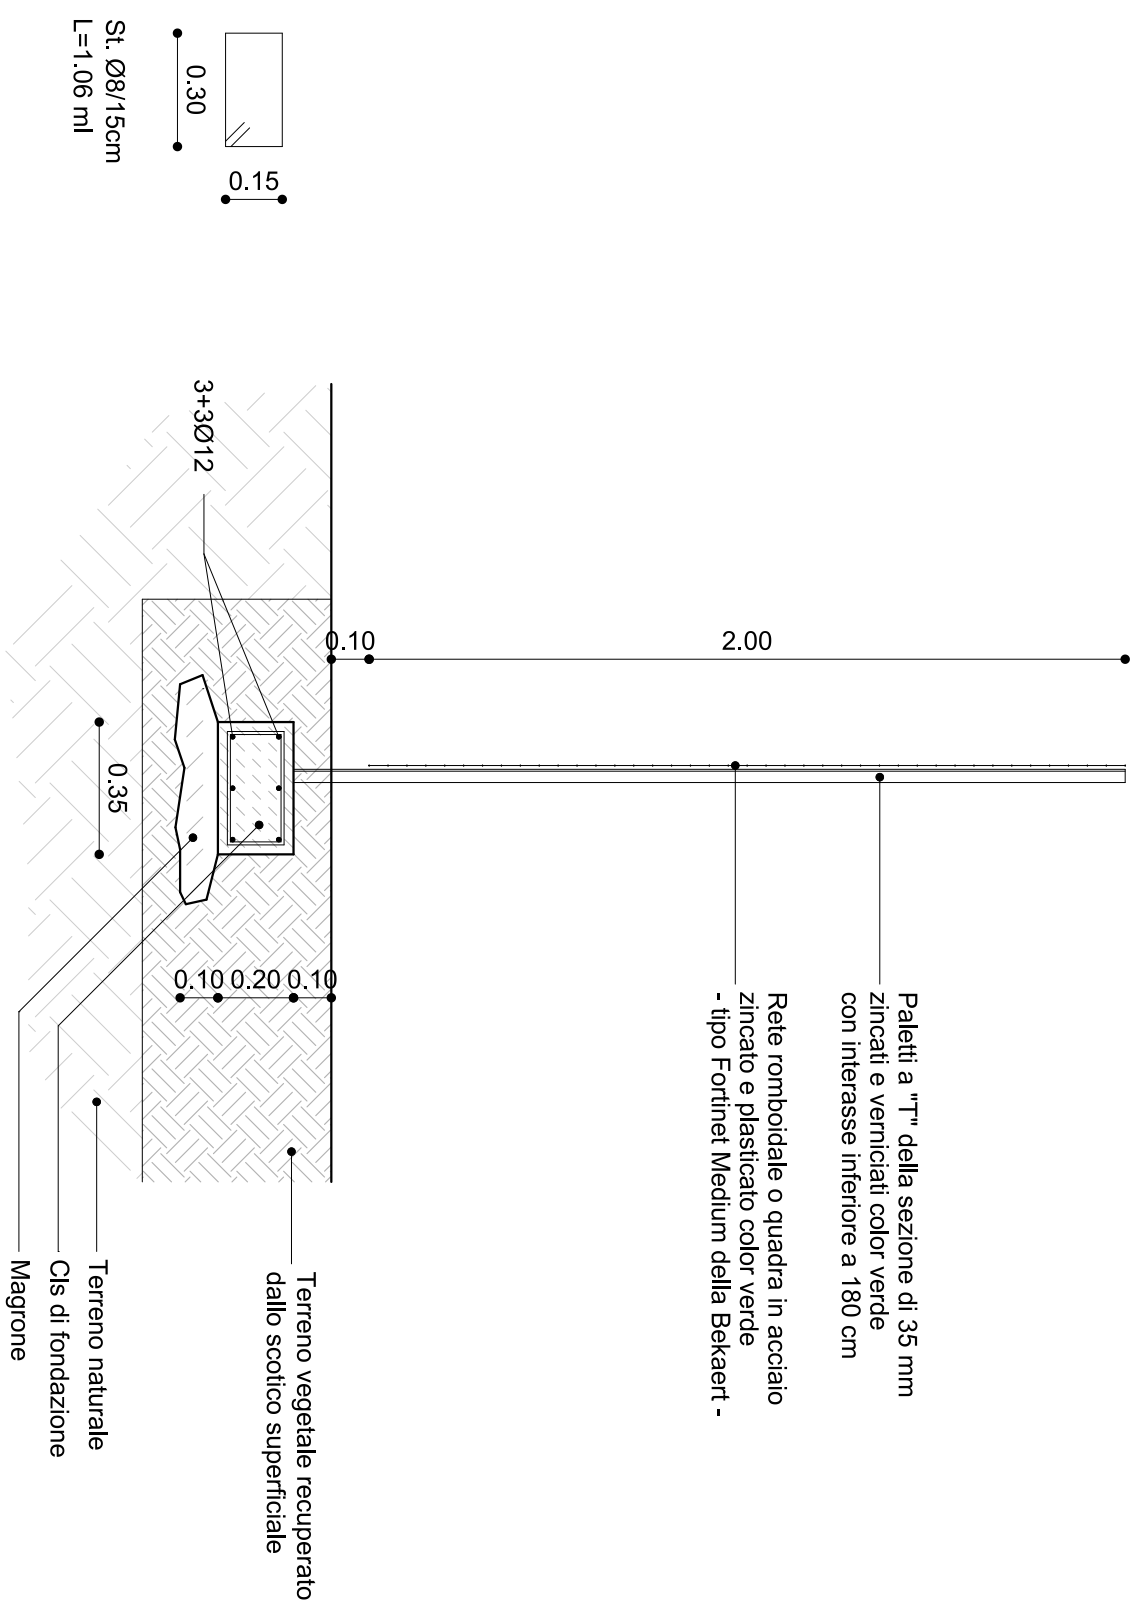 2.00
0.10
Paletti a "T" della sezione di 35 mm
zincati e verniciati color verde
con interasse inferiore a 180 cm
Rete romboidale o quadra in acciaio
zincato e plasticato color verde
- tipo Fortinet Medium della Bekaert -
3+3Ø12
0.10
0.20
0.10
0.35
Terreno vegetale recuperato
dallo scotico superficiale
Terreno naturale
Cls di fondazione
Magrone
0.15
0.30
St. Ø8/15cm
L=1.06 ml